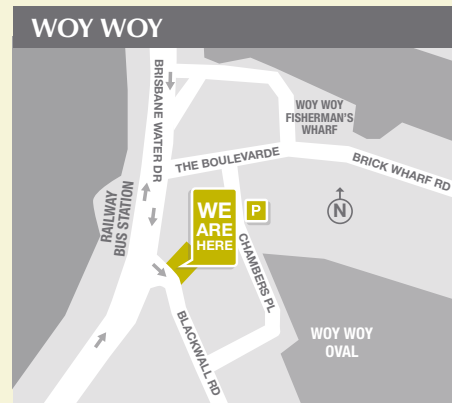 WOY WOY
BRISBANE WATER DR
WOY WOY
FISHERMAN'S
WHARF
THE BOULEVARDE
BRICK WHARF RD
RAILWAY
BUS STATION
WE
ARE
HERE
P
N
CHAMBERS PL
BLACKWALL RD
WOY WOY
OVAL